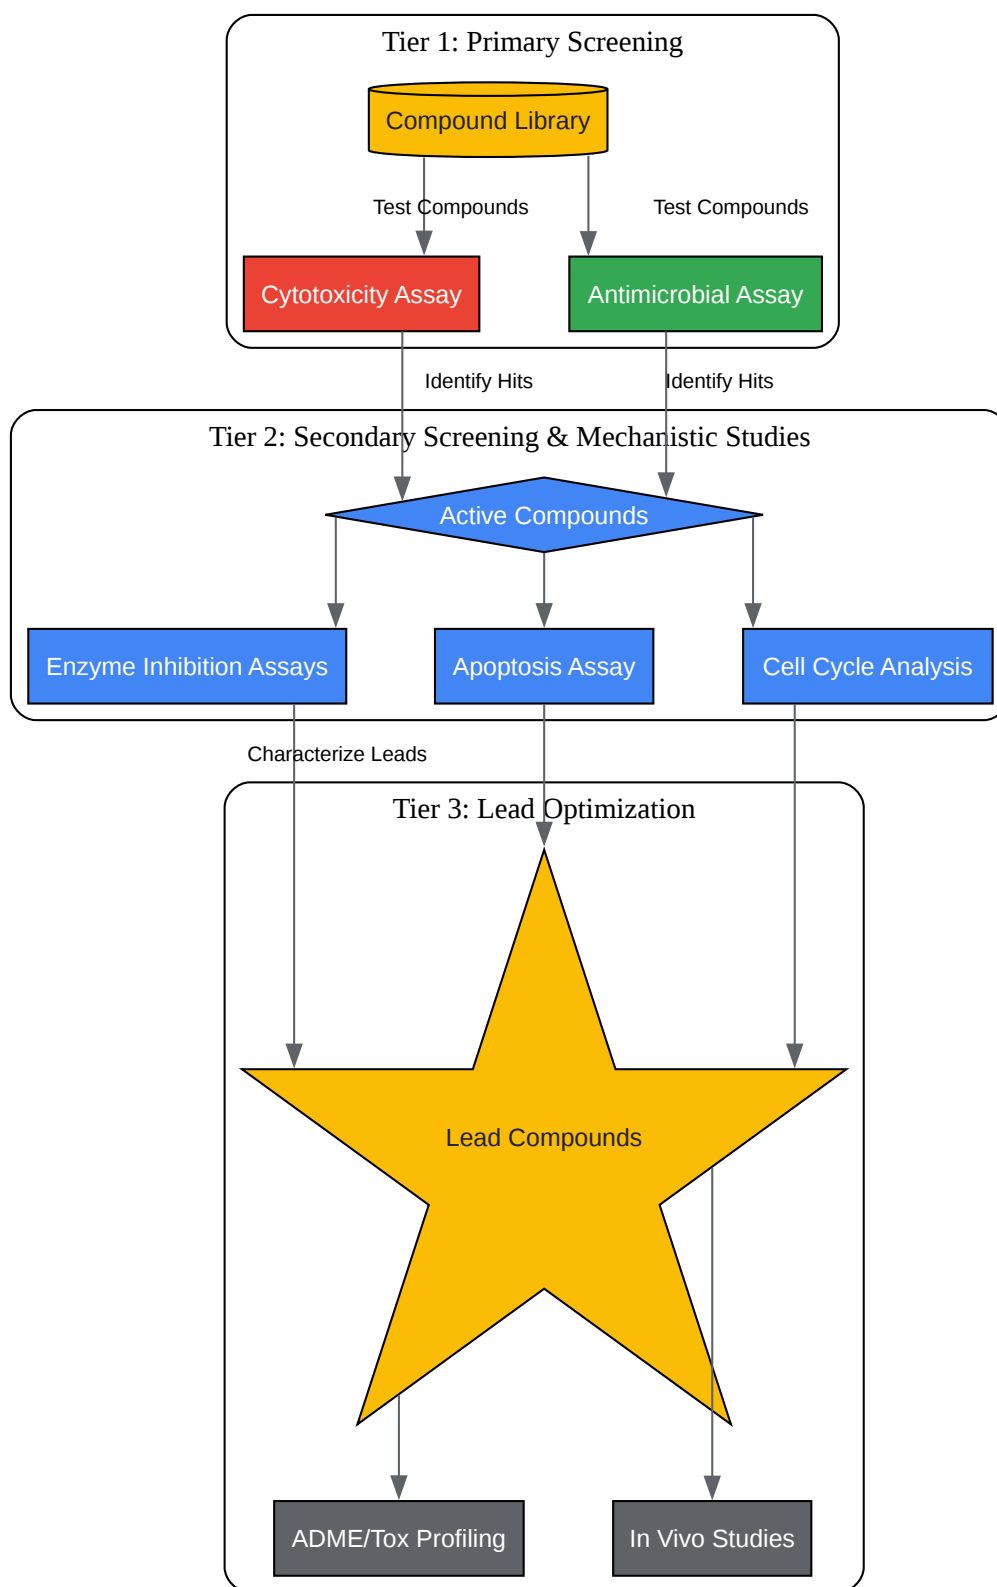 Tier 1: Primary Screening
Compound Library
Test Compounds
Test Compounds
Cytotoxicity Assay
Antimicrobial Assay
Identify Hits
Identify Hits
Tier 2: Secondary Screening & Mechanistic Studies
Active Compounds
Enzyme Inhibition Assays
Apoptosis Assay
Cell Cycle Analysis
Characterize Leads
Tier 3: Lead Optimization
Lead Compounds
ADME/Tox Profiling
In Vivo Studies